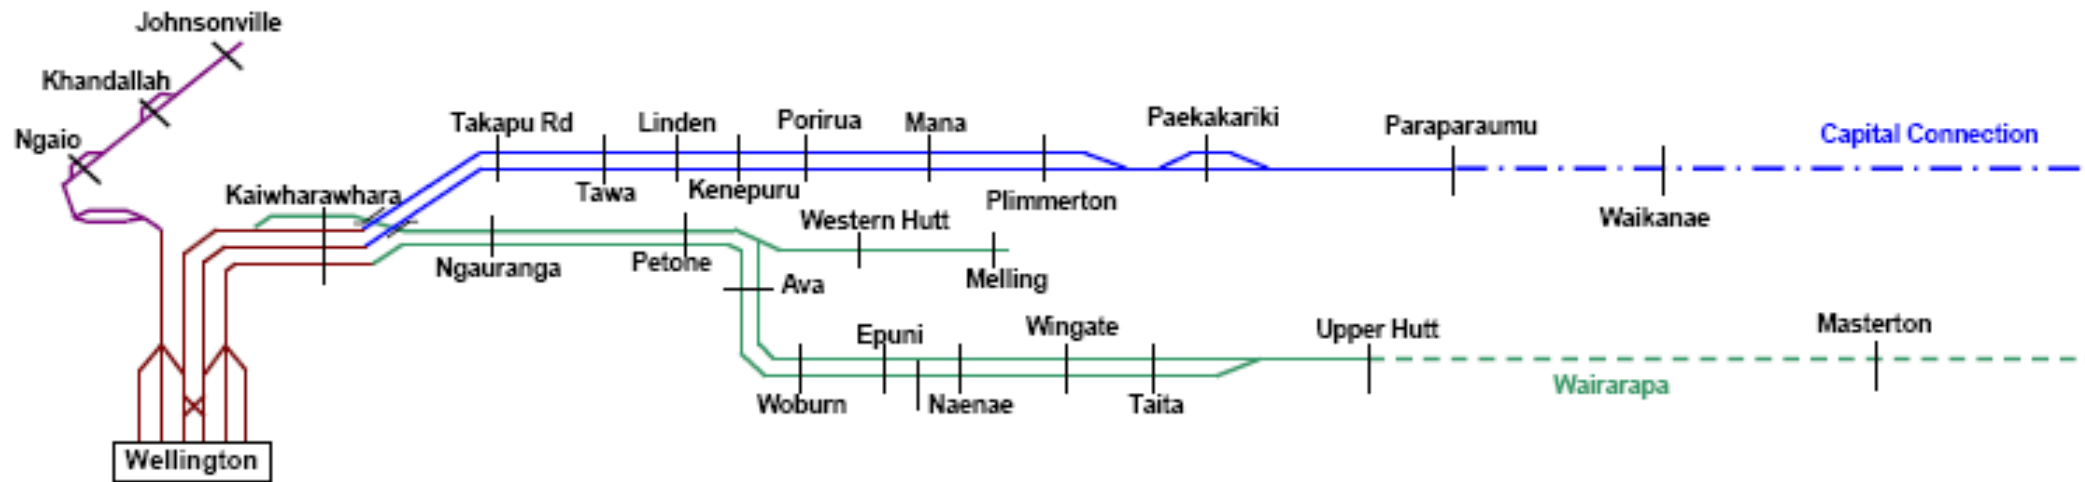 Johnsonville
Khandallah
Ngaio
Kaiwharawhara
Takapu Rd
Tawa
Linden
Kenepuru
Porirua
Mana
Plimmerton
Paekakariki
Paraparaumu
Waikanae
Capital Connection
Ngauranga
Petone
Western Hutt
Melling
Ava
Woburn
Epuni
Naenae
Wingate
Taita
Upper Hutt
Wairarapa
Masterton
Wellington